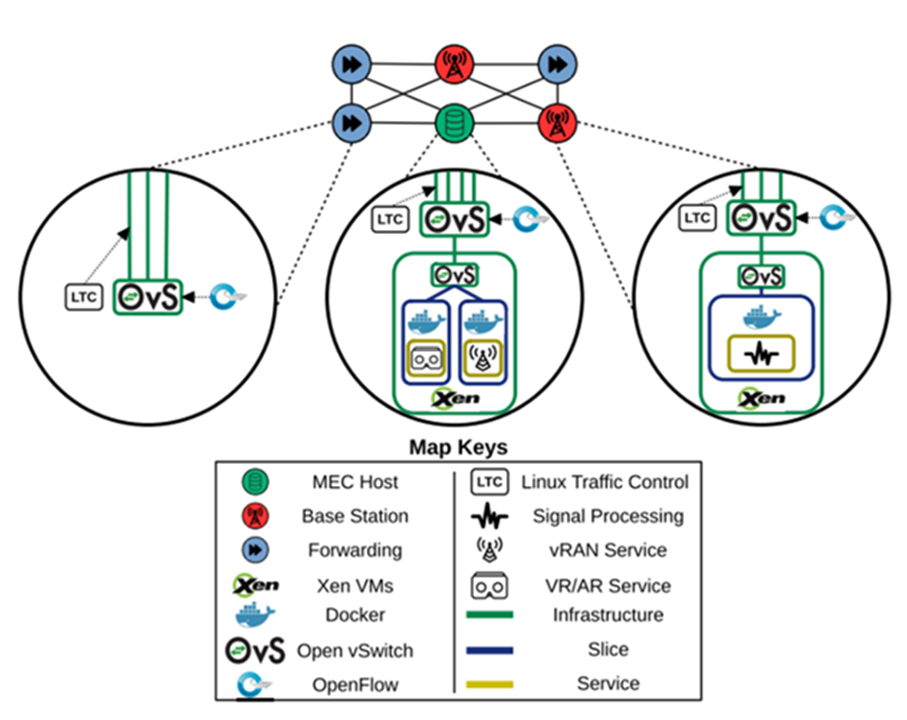 LTC
OvS
LTC
OvS
OvS
Xen
LTC
OvS
OvS
Xen
Map Keys
MEC Host
LTC Linux Traffic Control
Base Station
Signal Processing
Forwarding
vRAN Service
Xen Xen VMs
VR/AR Service
Docker
Infrastructure
OvS Open vSwitch
Slice
OpenFlow
Service